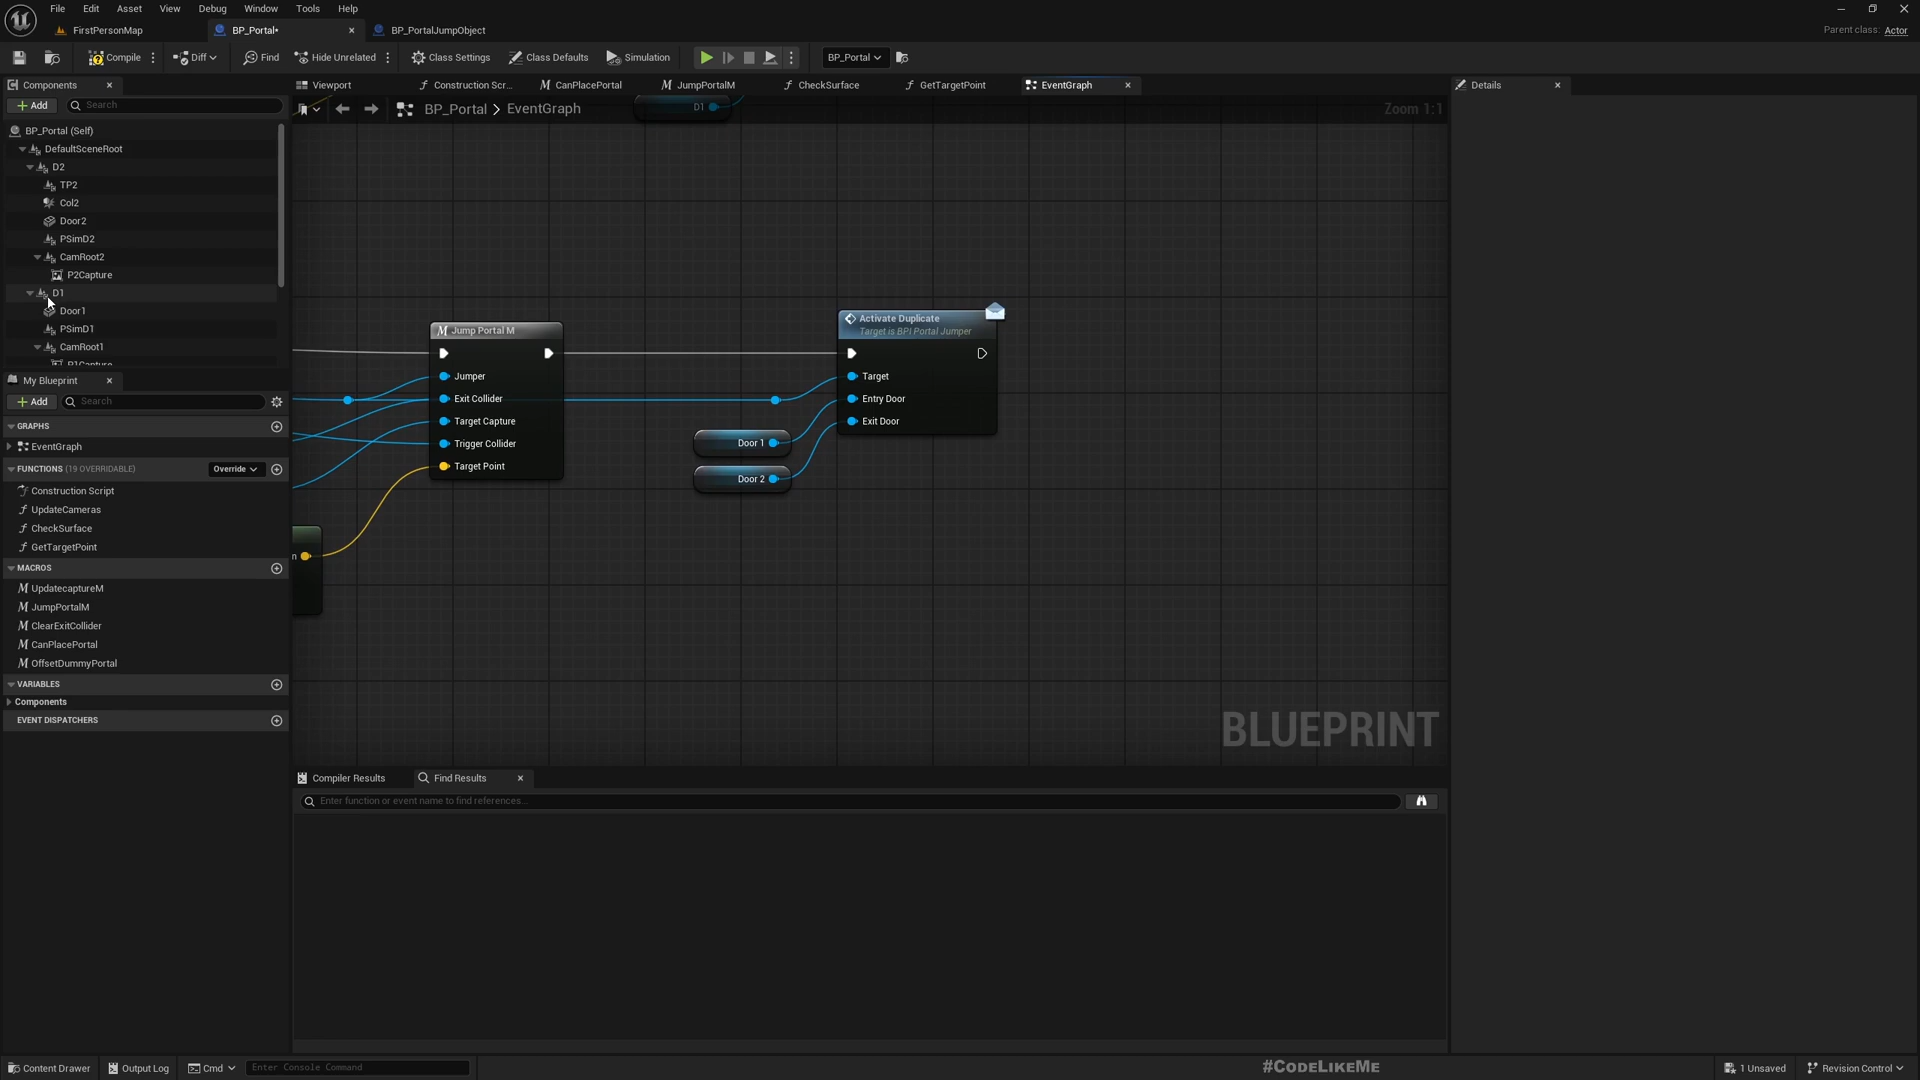 File Edit Asset View Window Tools Help
FirstPersonMap BP_Portal* BP_PortalJumpObject Parent class: Actor
Compile Diff Find Hide Unrelated Class Settings Class Defaults Simulation BP_Portal
Components Viewport Construction Scr... CanPlacePortal JumpPortalM CheckSurface GetTargetPoint EventGraph Details
Add Search BP_Portal > EventGraph D1 Zoom 1:1
BP_Portal (Self)
DefaultSceneRoot
D2
TP2
Col2
Door2
PSimD2
CamRoot2
P2Capture
D1
Door1
PSimD1
CamRoot1
P1Capture
Jump Portal M
Jumper
Exit Collider
Target Capture
Trigger Collider
Target Point
Activate Duplicate
Target is BPI Portal Jumper
Target
Entry Door
Exit Door
Door 1
Door 2
n
BLUEPRINT
My Blueprint
Add Search
GRAPHS
EventGraph
FUNCTIONS (19 OVERRIDABLE) Override
Construction Script
UpdateCameras
CheckSurface
GetTargetPoint
MACROS
UpdatecaptureM
JumpPortalM
ClearExitCollider
CanPlacePortal
OffsetDummyPortal
VARIABLES
Components
EVENT DISPATCHERS
Compiler Results Find Results
Enter function or event name to find references...
Content Drawer Output Log Cmd Enter Console Command #CODELIKEME 1 Unsaved Revision Control